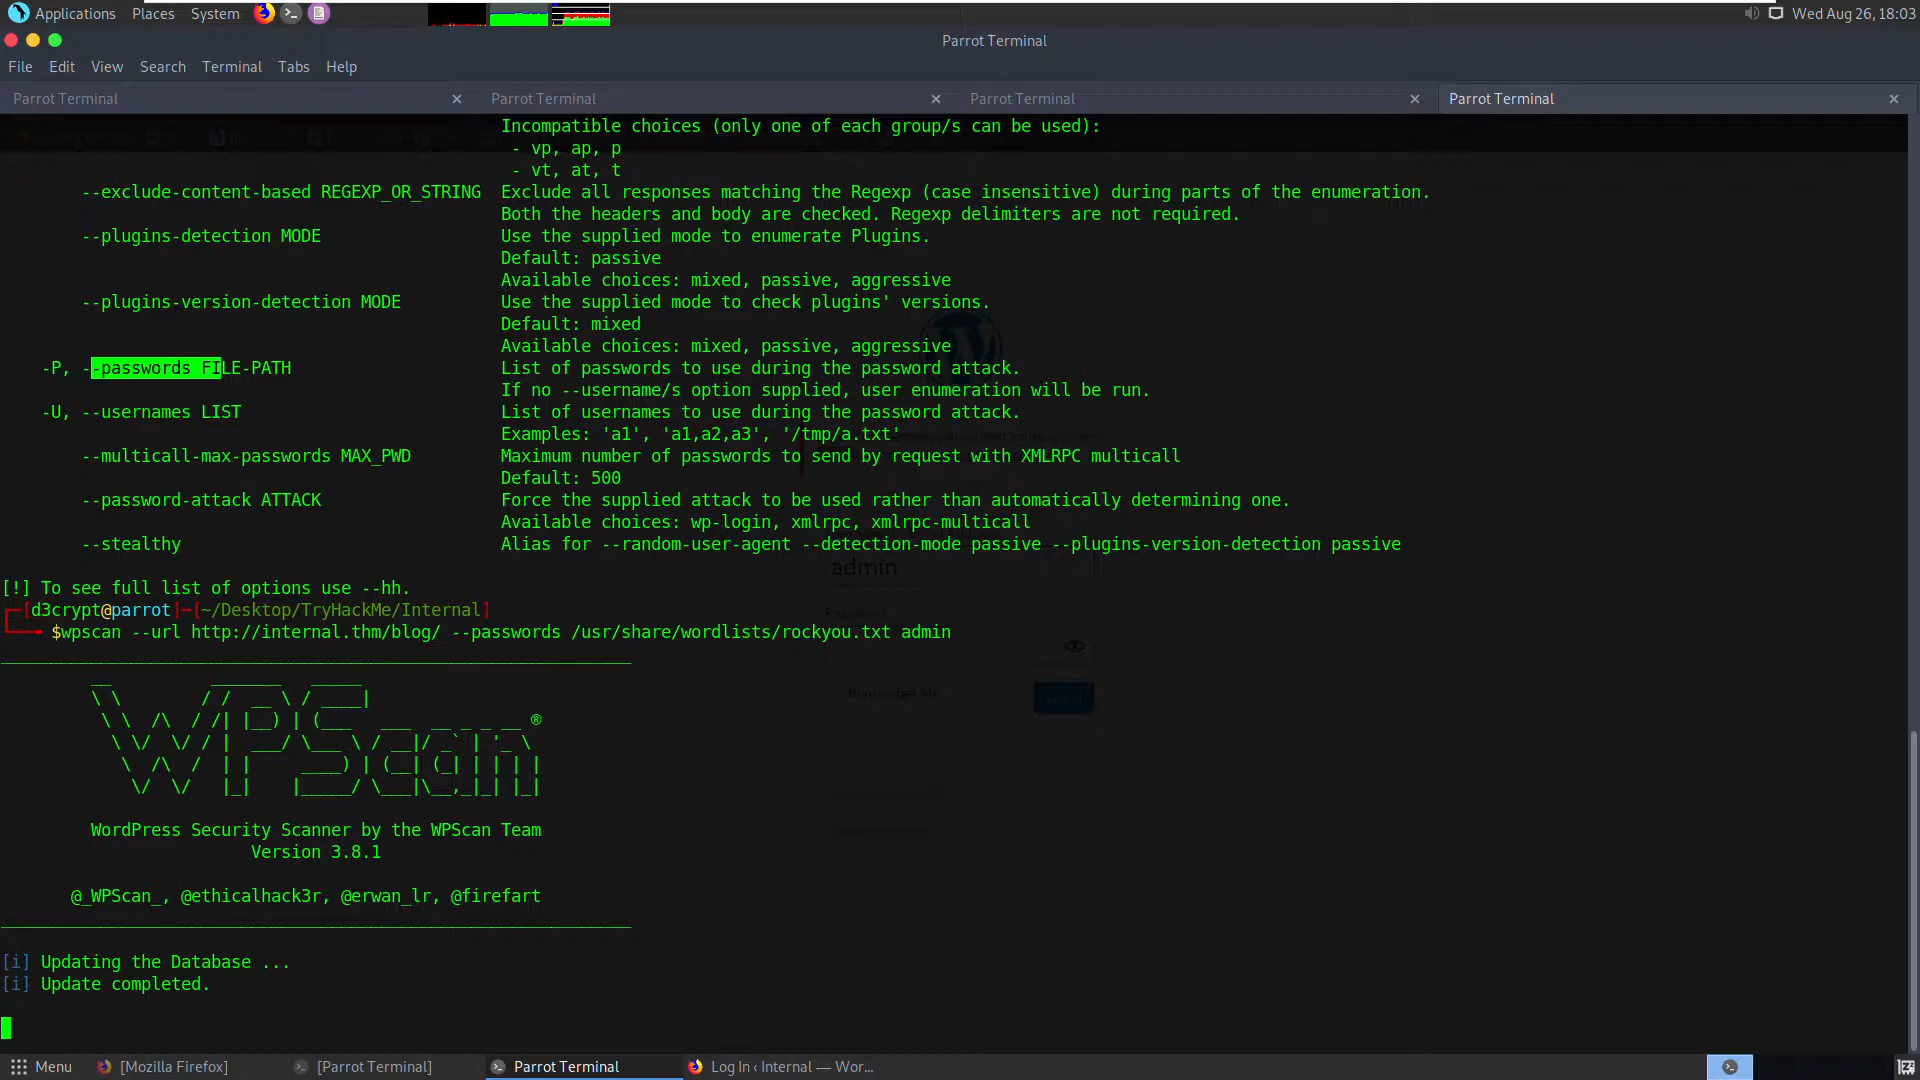 Applications Places System Wed Aug 26, 18:03
Parrot Terminal
File Edit View Search Terminal Tabs Help
Parrot Terminal × Parrot Terminal × Parrot Terminal × Parrot Terminal ×
Incompatible choices (only one of each group/s can be used):
- vp, ap, p
- vt, at, t
--exclude-content-based REGEXP_OR_STRING Exclude all responses matching the Regexp (case insensitive) during parts of the enumeration.
Both the headers and body are checked. Regexp delimiters are not required.
--plugins-detection MODE Use the supplied mode to enumerate Plugins.
Default: passive
Available choices: mixed, passive, aggressive
--plugins-version-detection MODE Use the supplied mode to check plugins' versions.
Default: mixed
Available choices: mixed, passive, aggressive
-P, --passwords FILE-PATH List of passwords to use during the password attack.
If no --username/s option supplied, user enumeration will be run.
-U, --usernames LIST List of usernames to use during the password attack.
Examples: 'a1', 'a1,a2,a3', '/tmp/a.txt'
--multicall-max-passwords MAX_PWD Maximum number of passwords to send by request with XMLRPC multicall
Default: 500
--password-attack ATTACK Force the supplied attack to be used rather than automatically determining one.
Available choices: wp-login, xmlrpc, xmlrpc-multicall
--stealthy Alias for --random-user-agent --detection-mode passive --plugins-version-detection passive
admin
[!] To see full list of options use --hh.
[d3crypt@parrot]-[~/Desktop/TryHackMe/Internal]
$wpscan --url http://internal.thm/blog/ --passwords /usr/share/wordlists/rockyou.txt admin
Remember Me
WPScan ®
WordPress Security Scanner by the WPScan Team
Version 3.8.1
@_WPScan_, @ethicalhack3r, @erwan_lr, @firefart
[i] Updating the Database ...
[i] Update completed.
Menu [Mozilla Firefox] [Parrot Terminal] Parrot Terminal Log In ‹ Internal — Wor...